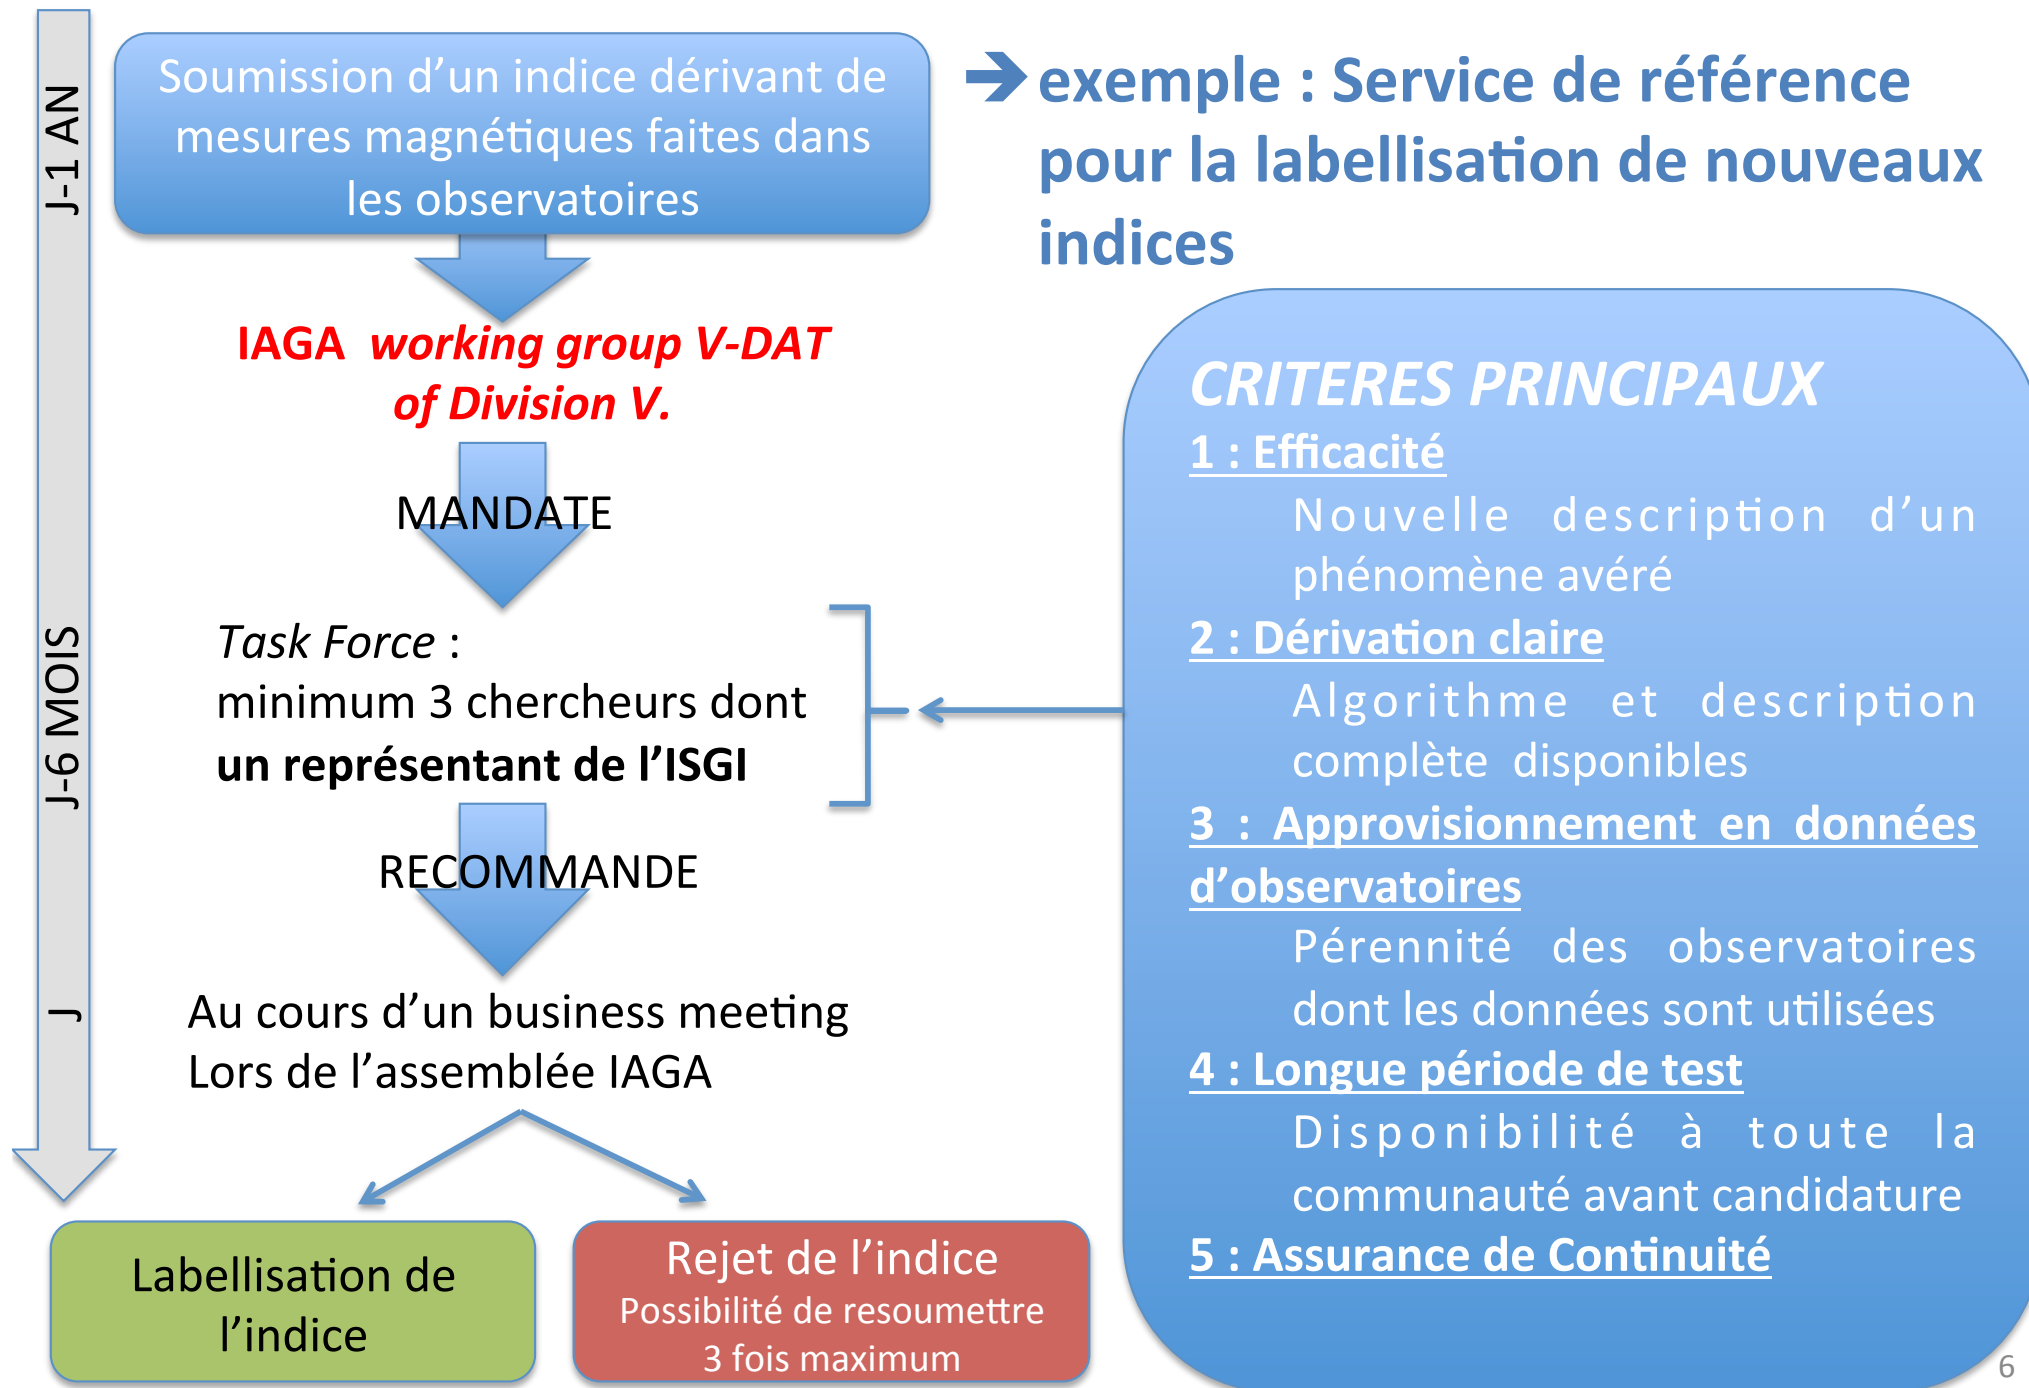 J-1 AN
J-6 MOIS
J
Soumission d’un indice dérivant de
mesures magnétiques faites dans
les observatoires
IAGA working group V-DAT
of Division V.
MANDATE
Task Force :
minimum 3 chercheurs dont
un représentant de l’ISGI
RECOMMANDE
Au cours d’un business meeting
Lors de l’assemblée IAGA
Labellisation de
l’indice
Rejet de l’indice
Possibilité de resoumettre
3 fois maximum
➔ exemple : Service de référence
pour la labellisation de nouveaux
indices
CRITERES PRINCIPAUX
1 : Efficacité
Nouvelle description d’un
phénomène avéré
2 : Dérivation claire
Algorithme et description
complète disponibles
3 : Approvisionnement en données
d’observatoires
Pérennité des observatoires
dont les données sont utilisées
4 : Longue période de test
Disponibilité à toute la
communauté avant candidature
5 : Assurance de Continuité
6